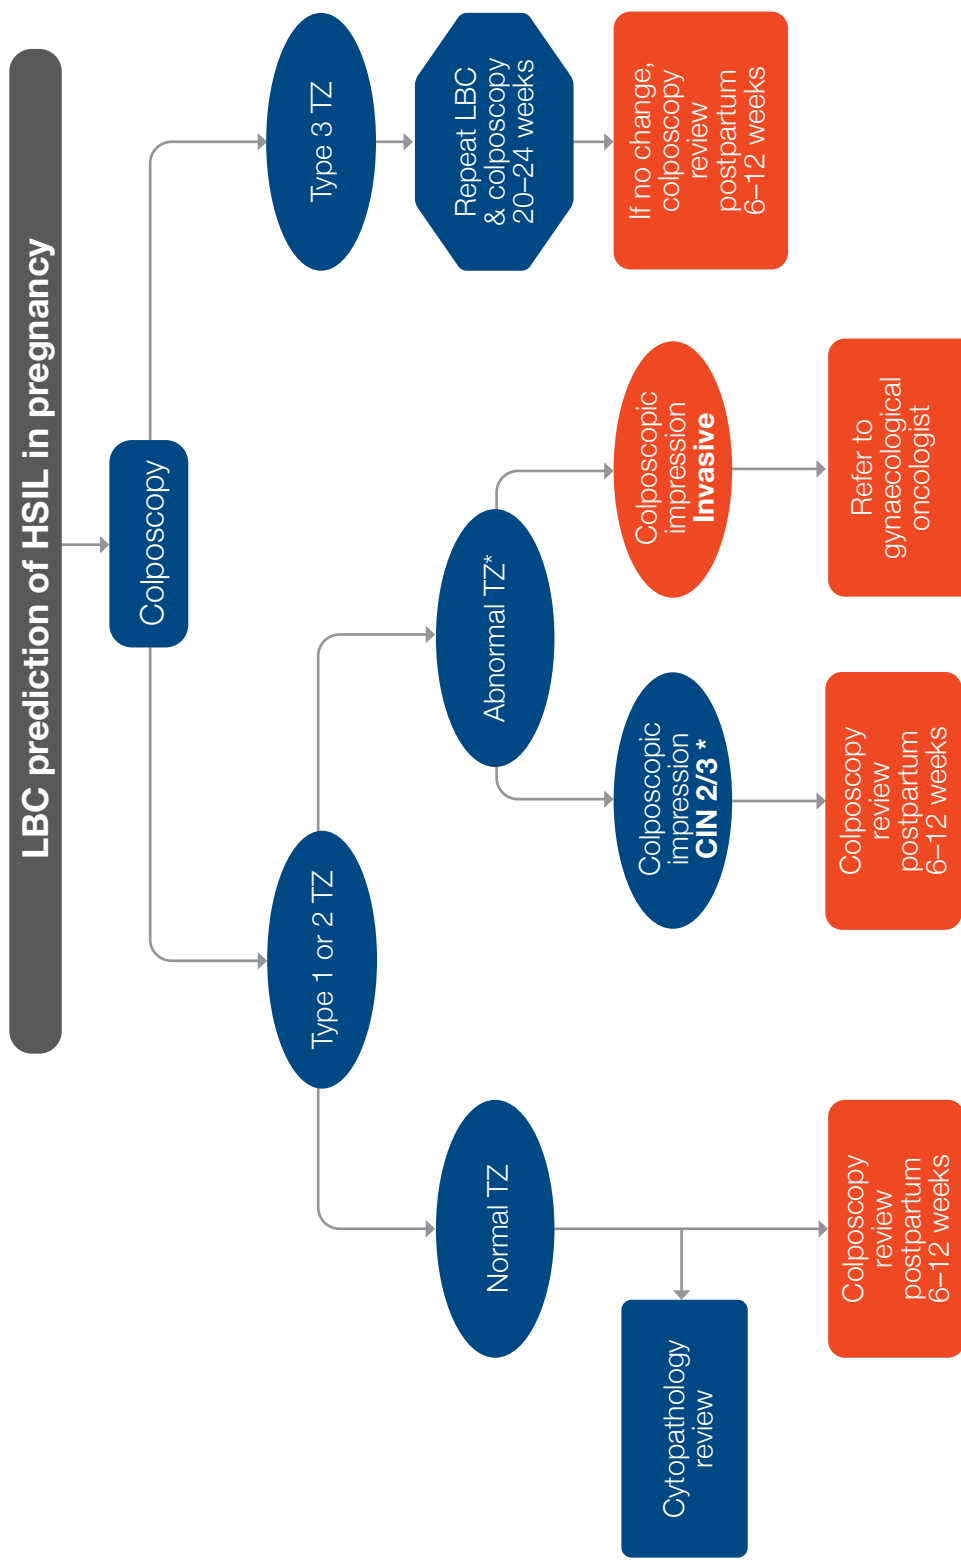 LBC prediction of HSIL in pregnancy
Colposcopy
Type 1 or 2 TZ
Type 3 TZ
Normal TZ
Abnormal TZ*
Repeat LBC
& colposcopy
20–24 weeks
Cytopathology
review
Colposcopic
impression
CIN 2/3 *
Colposcopic
impression
Invasive
If no change,
colposcopy
review
postpartum
6–12 weeks
Colposcopy
review
postpartum
6–12 weeks
Colposcopy
review
postpartum
6–12 weeks
Refer to
gynaecological
oncologist